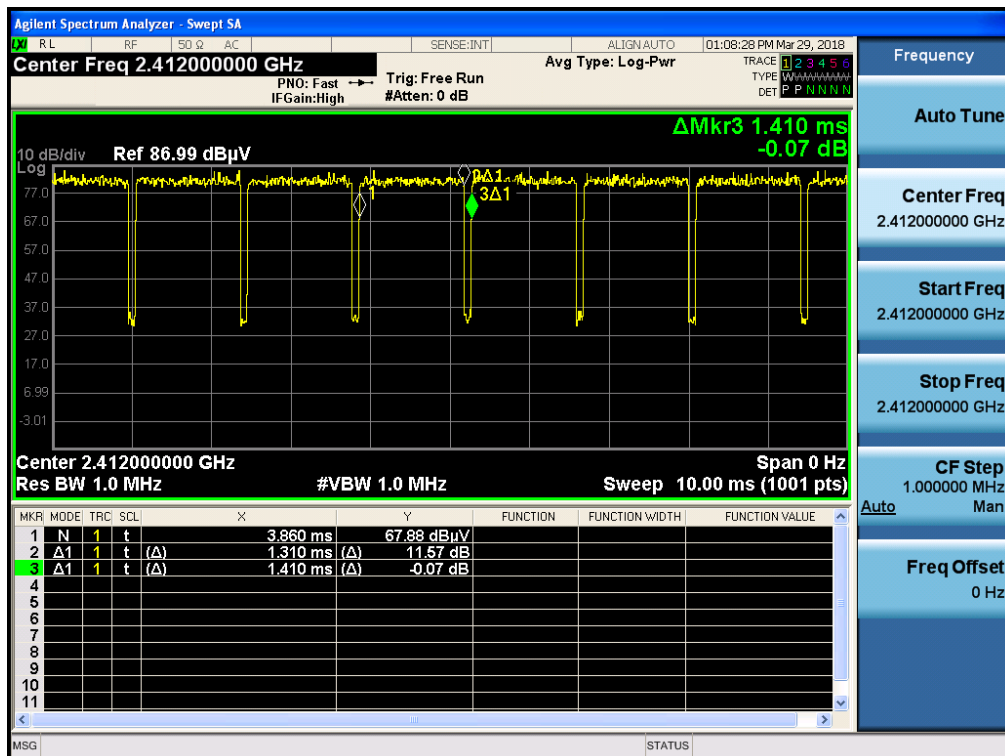 Agilent Spectrum Analyzer - Swept SA
LXI RL RF 50 Ω AC SENSE:INT ALIGN AUTO 01:08:28 PM Mar 29, 2018
Center Freq 2.412000000 GHz
PNO: Fast
IFGain:High
Trig: Free Run
#Atten: 0 dB
Avg Type: Log-Pwr
TRACE 1 2 3 4 5 6
TYPE W
DET P P N N N N
ΔMkr3 1.410 ms
-0.07 dB
10 dB/div Ref 86.99 dBµV
Log
77.0
67.0
57.0
47.0
37.0
27.0
17.0
6.99
-3.01
1
2Δ1
3Δ1
Center 2.412000000 GHz Span 0 Hz
Res BW 1.0 MHz #VBW 1.0 MHz Sweep 10.00 ms (1001 pts)
MKR MODE TRC SCL X Y FUNCTION FUNCTION WIDTH FUNCTION VALUE
1 N 1 t 3.860 ms 67.88 dBµV
2 Δ1 1 t (Δ) 1.310 ms (Δ) 11.57 dB
3 Δ1 1 t (Δ) 1.410 ms (Δ) -0.07 dB
4
5
6
7
8
9
10
11
MSG STATUS
Frequency
Auto Tune
Center Freq
2.412000000 GHz
Start Freq
2.412000000 GHz
Stop Freq
2.412000000 GHz
CF Step
1.000000 MHz
Auto Man
Freq Offset
0 Hz